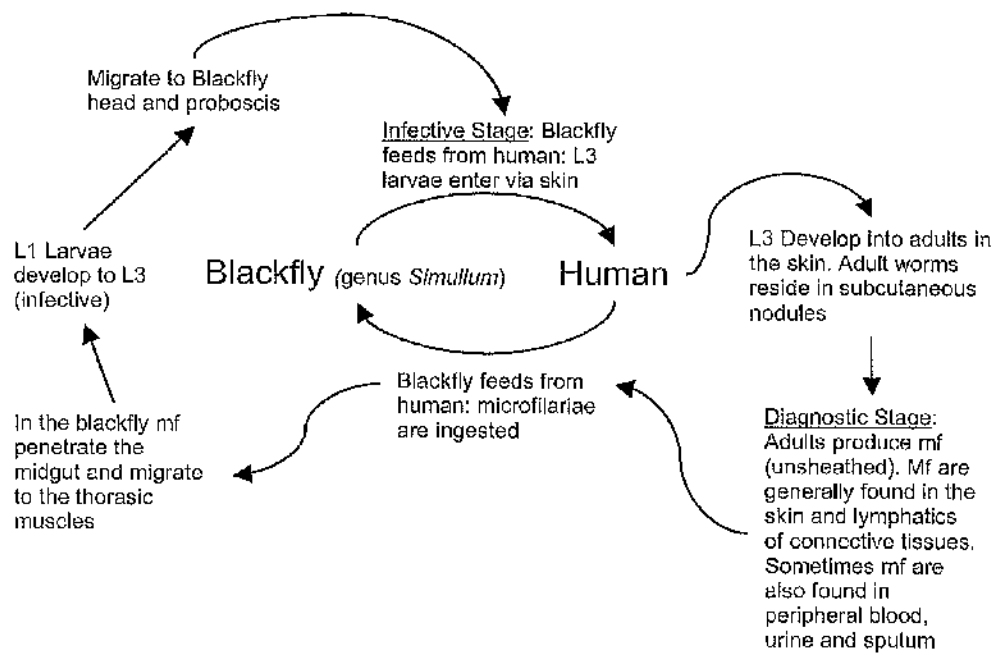 Migrate to Blackfly
head and proboscis
Infective Stage: Blackfly
feeds from human: L3
larvae enter via skin
L1 Larvae
develop to L3
(infective)
Blackfly (genus Simulium)
Human
L3 Develop into adults in
the skin. Adult worms
reside in subcutaneous
nodules
Blackfly feeds from
human: microfilariae
are ingested
In the blackfly mf
penetrate the
midgut and migrate
to the thorasic
muscles
Diagnostic Stage:
Adults produce mf
(unsheathed). Mf are
generally found in the
skin and lymphatics
of connective tissues.
Sometimes mf are
also found in
peripheral blood,
urine and sputum